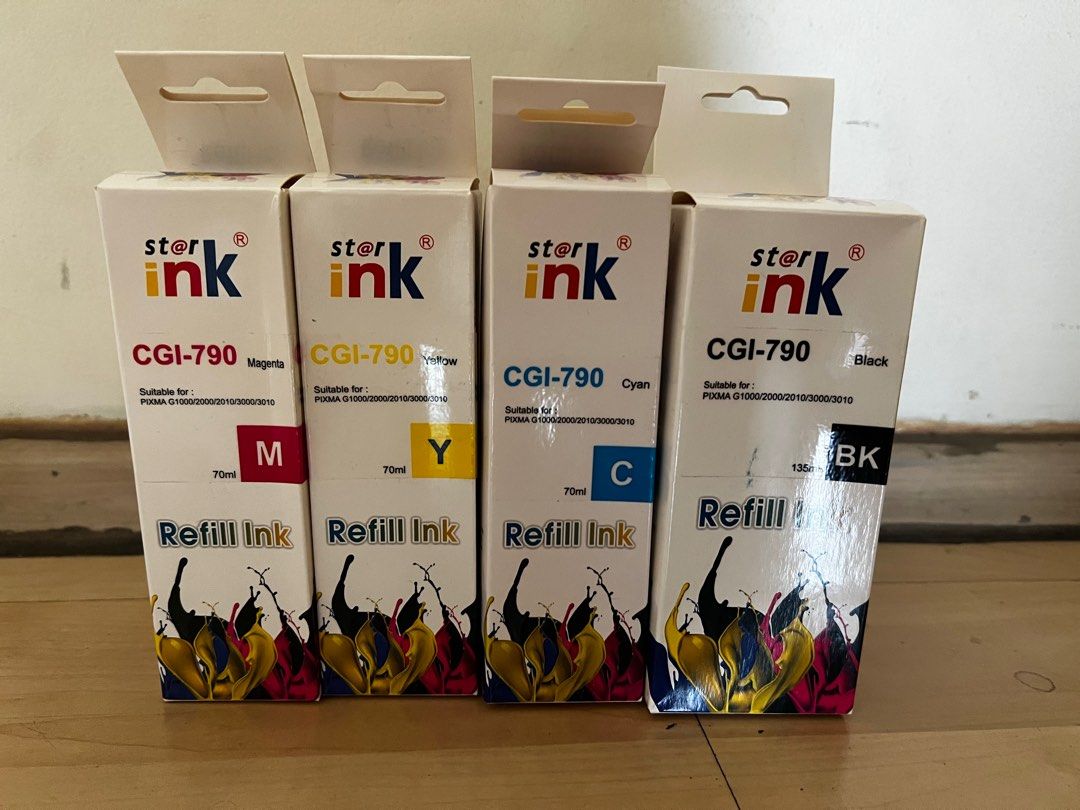 st@r
ink®
CGI-790 Magenta
Suitable for :
PIXMA G1000/2000/2010/3000/3010
M
70ml
Refill Ink
st@r
ink®
CGI-790 Yellow
Suitable for :
PIXMA G1000/2000/2010/3000/3010
Y
70ml
Refill Ink
st@r
ink®
CGI-790 Cyan
Suitable for :
PIXMA G1000/2000/2010/3000/3010
C
70ml
Refill Ink
st@r
ink®
CGI-790 Black
Suitable for :
PIXMA G1000/2000/2010/3000/3010
BK
Refill Ink